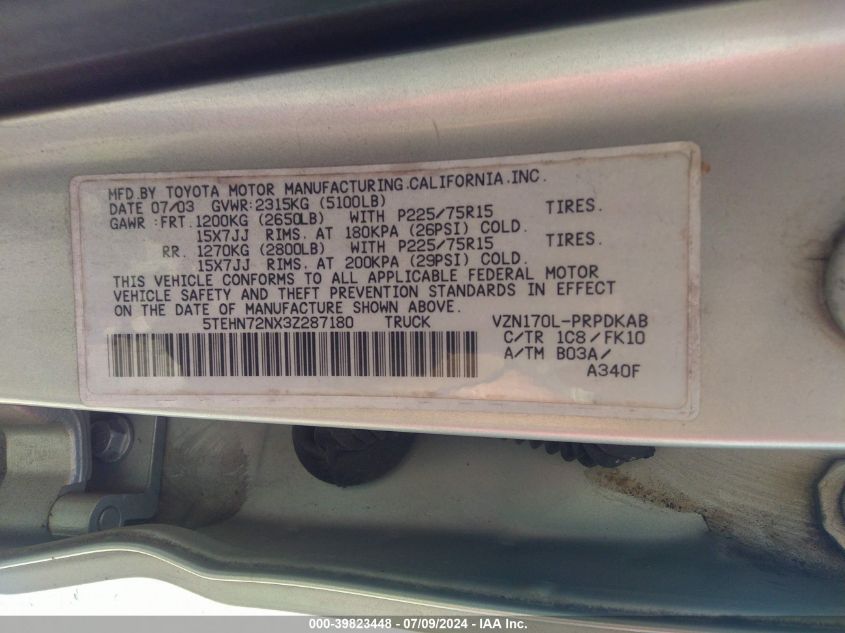 MFD.BY TOYOTA MOTOR MANUFACTURING.CALIFORNIA.INC.
DATE 07/03 GVWR:2315KG (5100LB)
GAWR :FRT. 1200KG (2650LB) WITH P225/75R15 TIRES.
15X7JJ RIMS. AT 180KPA (26PSI) COLD.
RR. 1270KG (2800LB) WITH P225/75R15 TIRES.
15X7JJ RIMS. AT 200KPA (29PSI) COLD.
THIS VEHICLE CONFORMS TO ALL APPLICABLE FEDERAL MOTOR
VEHICLE SAFETY AND THEFT PREVENTION STANDARDS IN EFFECT
ON THE DATE OF MANUFACTURE SHOWN ABOVE.
5TEHN72NX3Z287180 TRUCK VZN170L-PRPDKAB
C/TR 1C8/FK10
A/TM B03A/
A340F
000-39823448 - 07/09/2024 - IAA Inc.